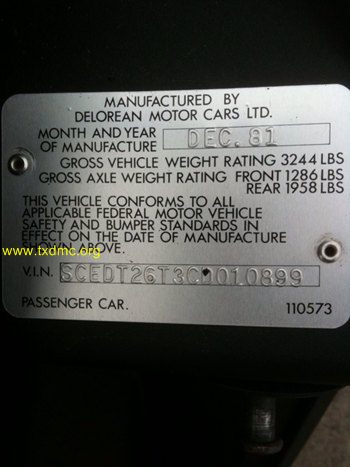 MANUFACTURED BY
DELOREAN MOTOR CARS LTD.
MONTH AND YEAR
OF MANUFACTURE DEC. 81
GROSS VEHICLE WEIGHT RATING 3244 LBS
GROSS AXLE WEIGHT RATING FRONT 1286 LBS
REAR 1958 LBS
THIS VEHICLE CONFORMS TO ALL
APPLICABLE FEDERAL MOTOR VEHICLE
SAFETY AND BUMPER STANDARDS IN
EFFECT ON THE DATE OF MANUFACTURE
SHOWN ABOVE.
www.txdmc.org
V.I.N.
PASSENGER CAR. 110573